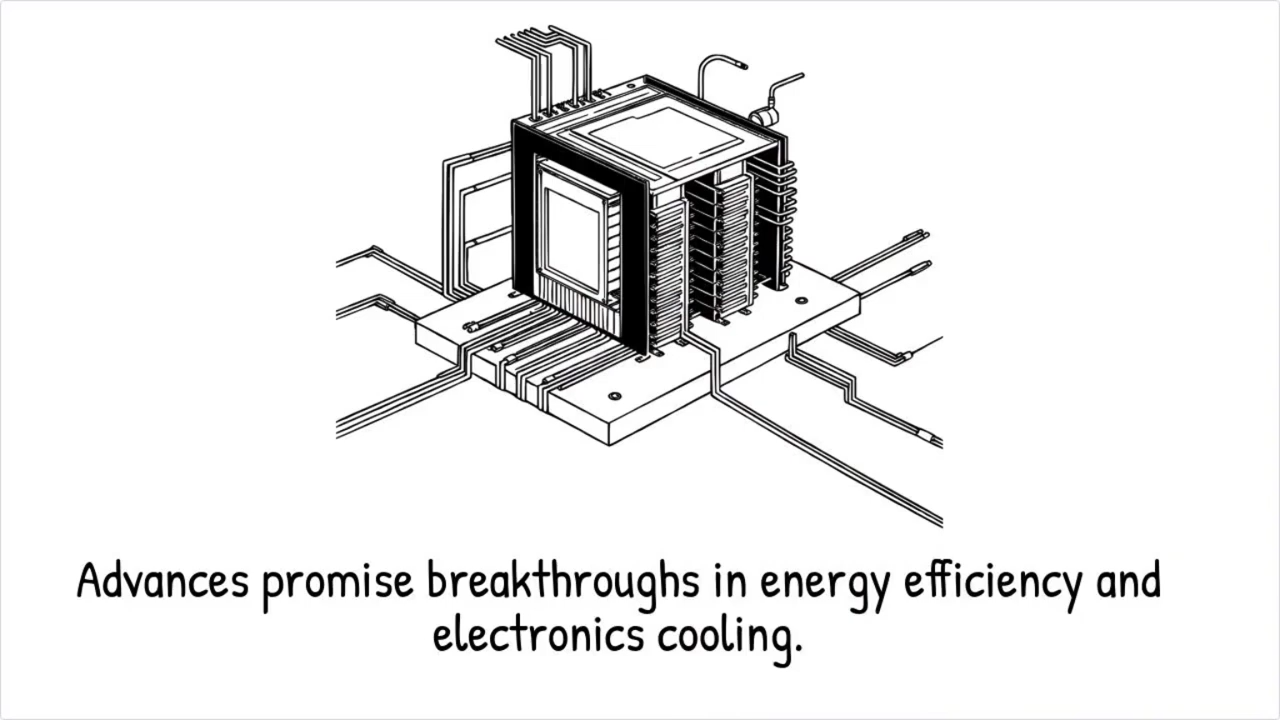 Advances promise breakthroughs in energy efficiency and
electronics cooling.